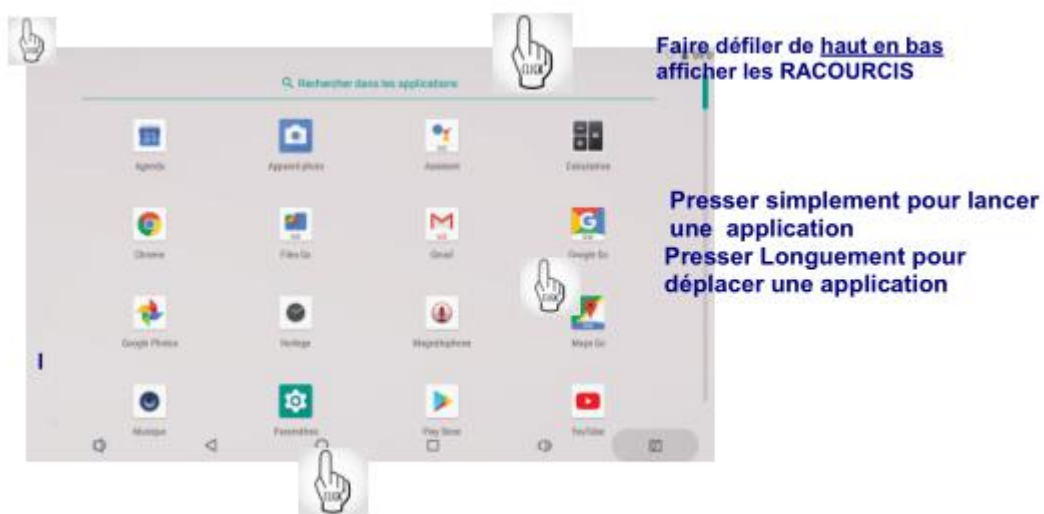 Faire défiler de haut en bas
afficher les RACOURCIS
Rechercher dans les applications
Agenda
Appareil photo
Assistant
Calculatrice
Presser simplement pour lancer
une application
Presser Longuement pour
déplacer une application
Chrome
Files Go
Gmail
Google Go
CLICK
Google Photos
Horloge
Magnétophone
Maps Go
Musique
Paramètres
Play Store
YouTube
CLICK